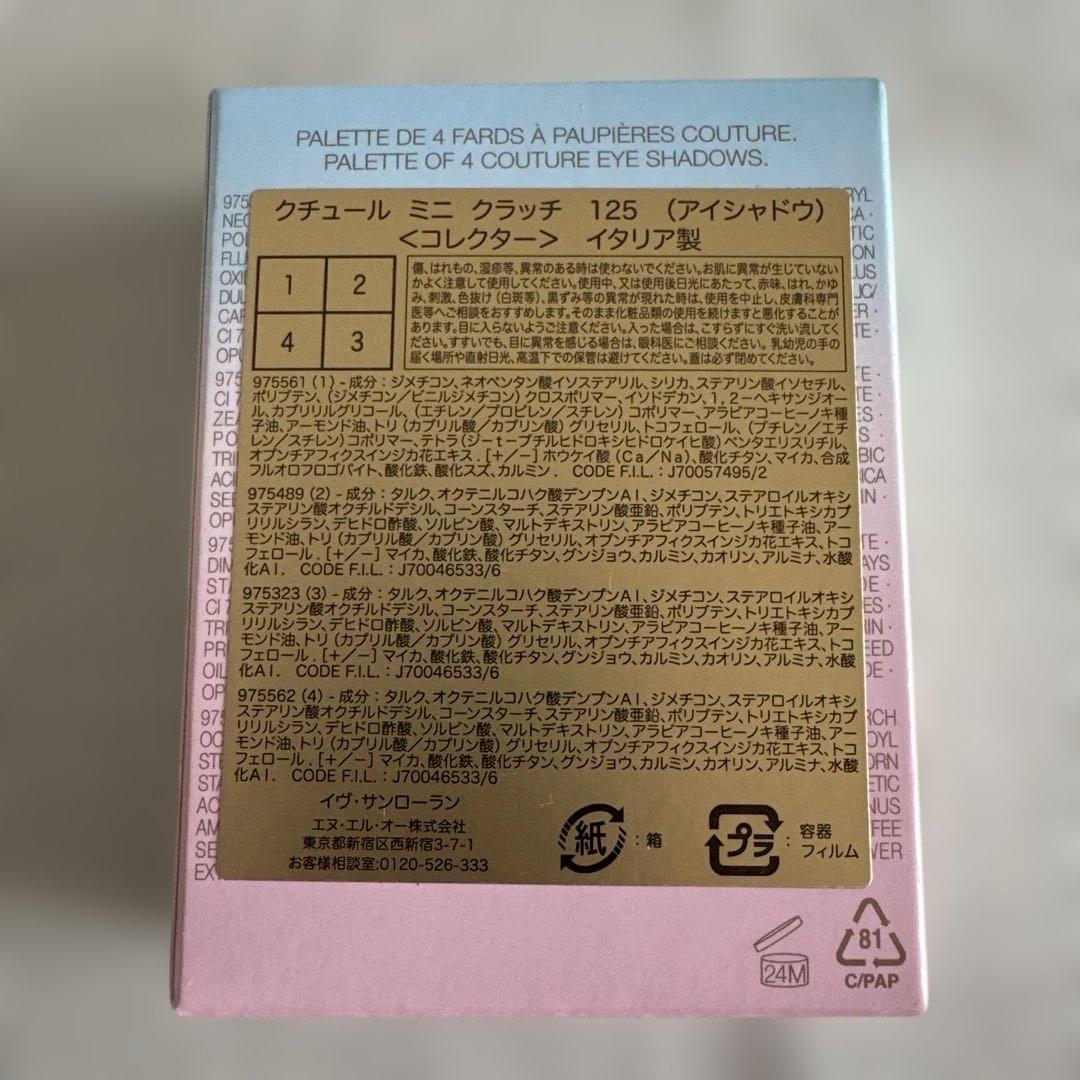 PALETTE DE 4 FARDS À PAUPIÈRES COUTURE.
PALETTE OF 4 COUTURE EYE SHADOWS.
クチュール ミニ クラッチ 125 (アイシャドウ)
<コレクター> イタリア製
1 2
4 3
傷、はれもの、湿疹等、異常のある時は使わないでください。お肌に異常が生じていない
かよく注意して使用してください。使用中、又は使用後日光にあたって、赤味、はれ、かゆ
み、刺激、色抜け(白斑等)、黒ずみ等の異常が現れた時は、使用を中止し、皮膚科専門
医等へご相談をおすすめします。そのまま化粧品類の使用を続けますと悪化することが
あります。目に入らないようご注意ください。入った場合は、こすらずにすぐ洗い流してく
ださい。すすいでも、目に異常を感じる場合は、眼科医にご相談ください。乳幼児の手の
届く場所や直射日光、高温下での保管は避けてください。蓋は必ず閉めてください。
975561 (1) - 成分:ジメチコン、ネオペンタン酸イソステアリル、シリカ、ステアリン酸イソセチル、
ポリブテン、(ジメチコン/ビニルジメチコン)クロスポリマー、イソドデカン、1,2-ヘキサンジオー
ル、カプリリルグリコール、(エチレン/プロピレン/スチレン)コポリマー、アラビアコーヒーノキ種
子油、アーモンド油、トリ(カプリル酸/カプリン酸)グリセリル、トコフェロール、(ブチレン/エチ
レン/スチレン)コポリマー、テトラ(ジ-t-ブチルヒドロキシヒドロケイヒ酸)ペンタエリスリチル、
オプンチアフィクスインジカ花エキス.[+/-]ホウケイ酸(Ca/Na)、酸化チタン、マイカ、合成
フルオロフロゴパイト、酸化鉄、酸化スズ、カルミン. CODE F.I.L. : J70057495/2
975489 (2) - 成分:タルク、オクテニルコハク酸デンプンAl、ジメチコン、ステアロイルオキシ
ステアリン酸オクチルドデシル、コーンスターチ、ステアリン酸亜鉛、ポリブテン、トリエトキシカプ
リリルシラン、デヒドロ酢酸、ソルビン酸、マルトデキストリン、アラビアコーヒーノキ種子油、アー
モンド油、トリ(カプリル酸/カプリン酸)グリセリル、オプンチアフィクスインジカ花エキス、トコ
フェロール.[+/-]マイカ、酸化鉄、酸化チタン、グンジョウ、カルミン、カオリン、アルミナ、水酸
化Al. CODE F.I.L. : J70046533/6
975323 (3) - 成分:タルク、オクテニルコハク酸デンプンAl、ジメチコン、ステアロイルオキシ
ステアリン酸オクチルドデシル、コーンスターチ、ステアリン酸亜鉛、ポリブテン、トリエトキシカプ
リリルシラン、デヒドロ酢酸、ソルビン酸、マルトデキストリン、アラビアコーヒーノキ種子油、アー
モンド油、トリ(カプリル酸/カプリン酸)グリセリル、オプンチアフィクスインジカ花エキス、トコ
フェロール.[+/-]マイカ、酸化鉄、酸化チタン、グンジョウ、カルミン、カオリン、アルミナ、水酸
化Al. CODE F.I.L. : J70046533/6
975562 (4) - 成分:タルク、オクテニルコハク酸デンプンAl、ジメチコン、ステアロイルオキシ
ステアリン酸オクチルドデシル、コーンスターチ、ステアリン酸亜鉛、ポリブテン、トリエトキシカプ
リリルシラン、デヒドロ酢酸、ソルビン酸、マルトデキストリン、アラビアコーヒーノキ種子油、アー
モンド油、トリ(カプリル酸/カプリン酸)グリセリル、オプンチアフィクスインジカ花エキス、トコ
フェロール.[+/-]マイカ、酸化鉄、酸化チタン、グンジョウ、カルミン、カオリン、アルミナ、水酸
化Al. CODE F.I.L. : J70046533/6
イヴ・サンローラン
エヌ・エル・オー株式会社
東京都新宿区西新宿3-7-1
お客様相談室:0120-526-333
紙 :箱
プラ :容器
フィルム
24M
81
C/PAP